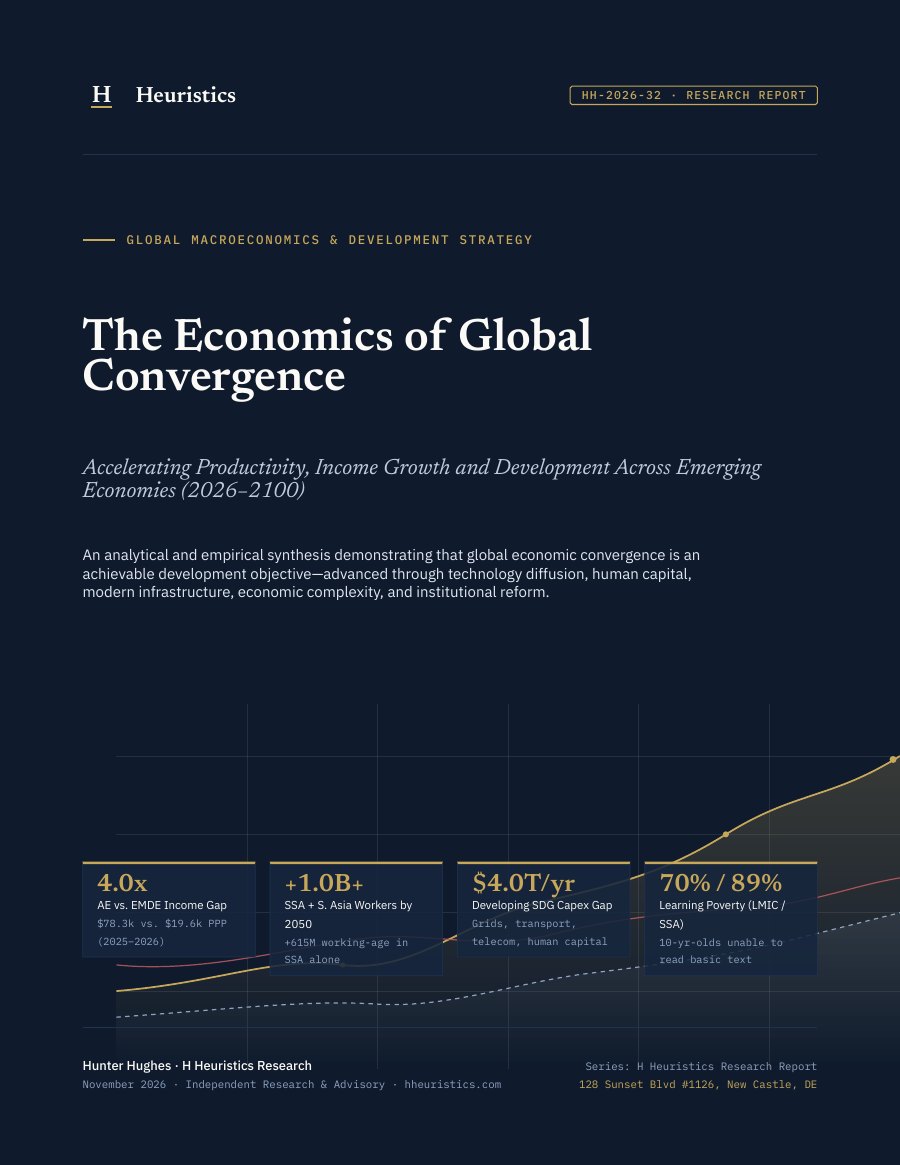 H Heuristics
HH-2026-32 · RESEARCH REPORT
GLOBAL MACROECONOMICS & DEVELOPMENT STRATEGY
The Economics of Global
Convergence
Accelerating Productivity, Income Growth and Development Across Emerging
Economies (2026–2100)
An analytical and empirical synthesis demonstrating that global economic convergence is an
achievable development objective—advanced through technology diffusion, human capital,
modern infrastructure, economic complexity, and institutional reform.
4.0x
AE vs. EMDE Income Gap
$78.3k vs. $19.6k PPP
(2025–2026)
+1.0B+
SSA + S. Asia Workers by
2050
+615M working-age in
SSA alone
$4.0T/yr
Developing SDG Capex Gap
Grids, transport,
telecom, human capital
70% / 89%
Learning Poverty (LMIC /
SSA)
10-yr-olds unable to
read basic text
Hunter Hughes · H Heuristics Research
November 2026 · Independent Research & Advisory · hheuristics.com
Series: H Heuristics Research Report
128 Sunset Blvd #1126, New Castle, DE